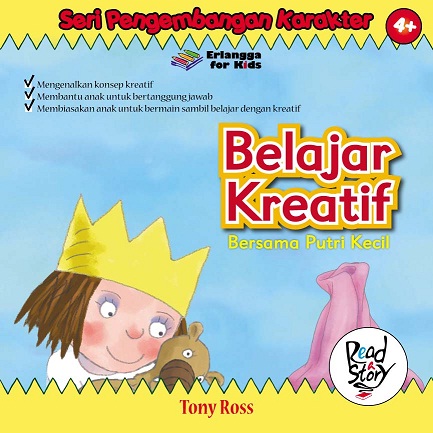 Seri Pengembangan Karakter
4+
Erlangga
for Kids
Mengenalkan konsep kreatif
Membantu anak untuk bertanggung jawab
Membiasakan anak untuk bermain sambil belajar dengan kreatif
Belajar
Kreatif
Bersama Putri Kecil
Read
a
Story
Tony Ross